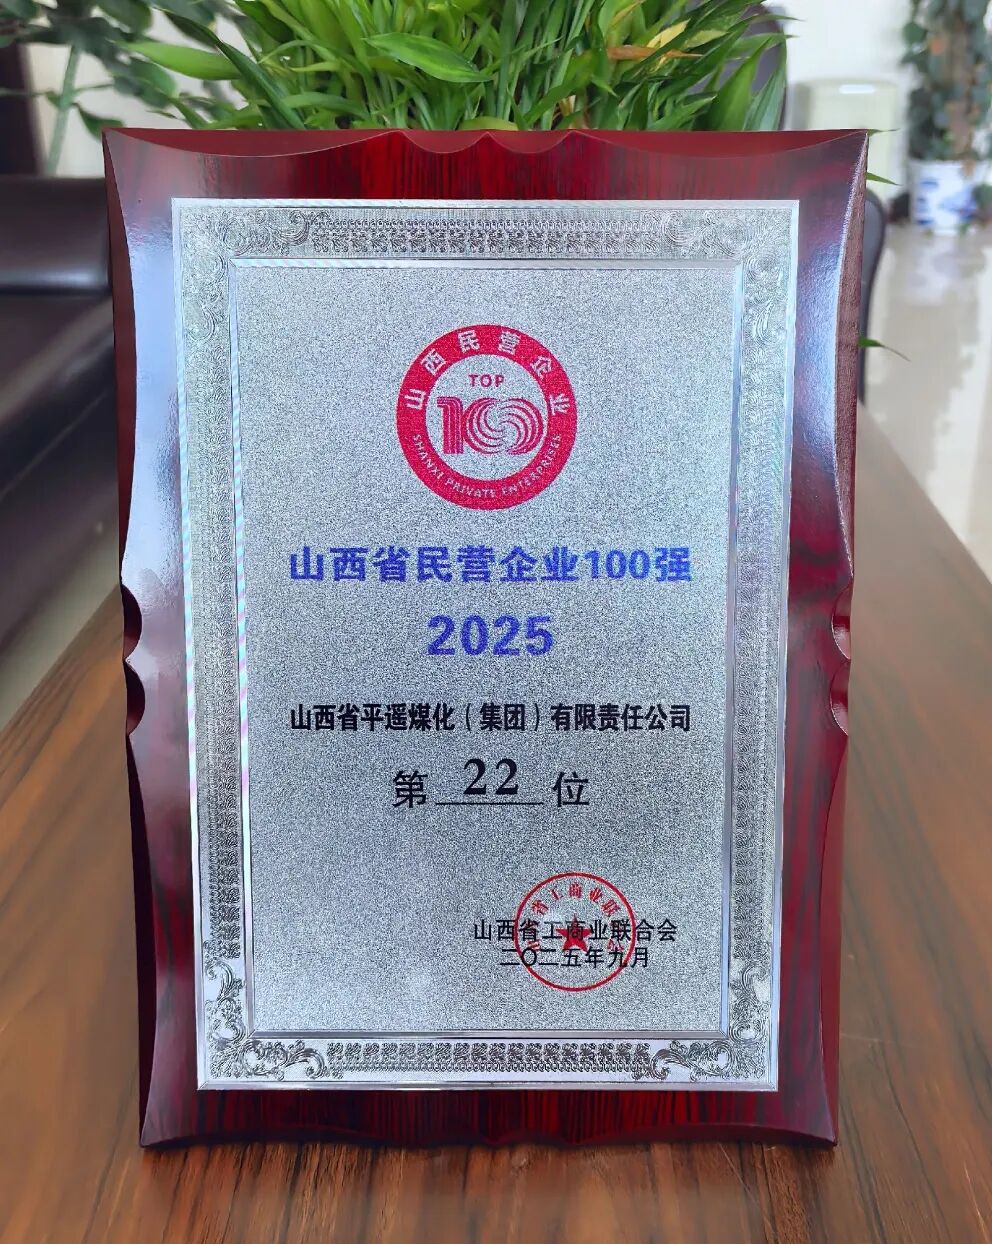 山西民营企业
TOP
100
SHANXI PRIVATE ENTERPRISES
山西省民营企业100强
2025
山西省平遥煤化（集团）有限责任公司
第 22 位
山西省工商业联合会
二〇二五年九月